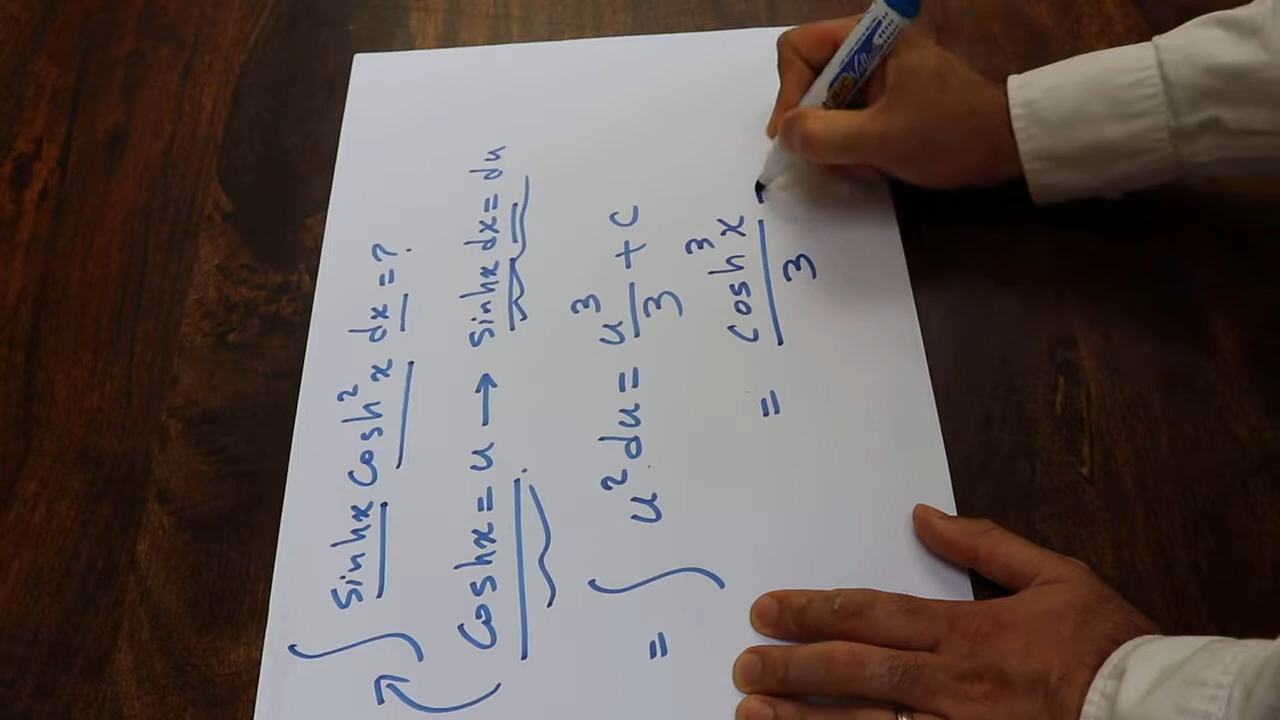 ∫ sinhx cosh²x dx = ?
coshx = u → sinhx dx = du
= ∫ u² du = u³/3 + c
= cosh³x/3